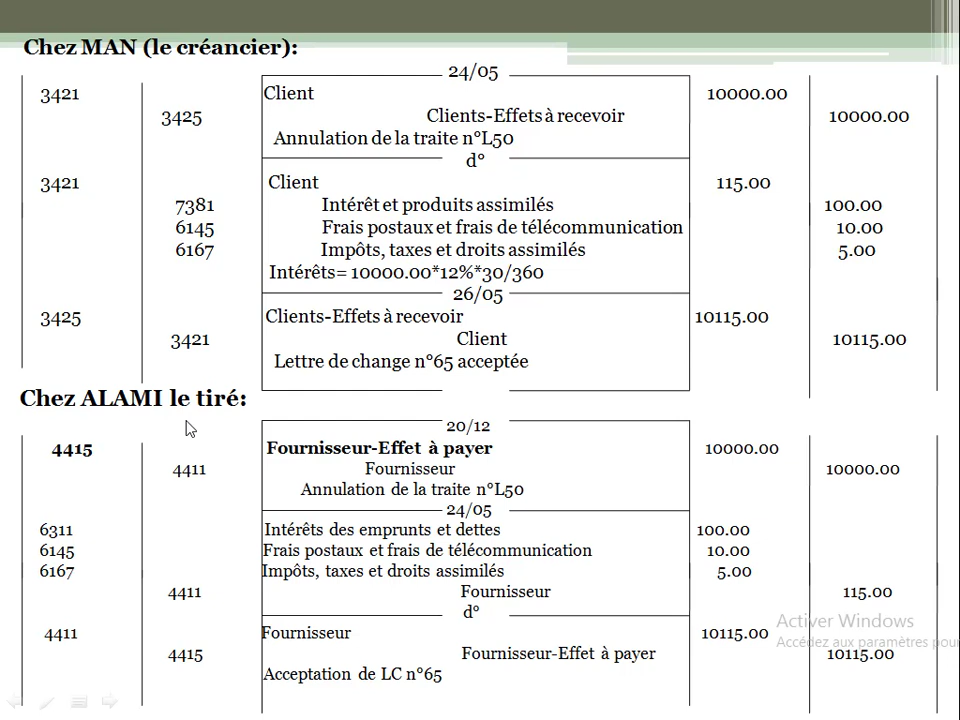 Chez MAN (le créancier):
24/05
3421 Client 10000.00
3425 Clients-Effets à recevoir 10000.00
Annulation de la traite n°L50
d°
3421 Client 115.00
7381 Intérêt et produits assimilés 100.00
6145 Frais postaux et frais de télécommunication 10.00
6167 Impôts, taxes et droits assimilés 5.00
Intérêts= 10000.00*12%*30/360
26/05
3425 Clients-Effets à recevoir 10115.00
3421 Client 10115.00
Lettre de change n°65 acceptée
Chez ALAMI le tiré:
20/12
4415 Fournisseur-Effet à payer 10000.00
4411 Fournisseur 10000.00
Annulation de la traite n°L50
24/05
6311 Intérêts des emprunts et dettes 100.00
6145 Frais postaux et frais de télécommunication 10.00
6167 Impôts, taxes et droits assimilés 5.00
4411 Fournisseur 115.00
d°
4411 Fournisseur 10115.00
4415 Fournisseur-Effet à payer 10115.00
Acceptation de LC n°65
Activer Windows
Accédez aux paramètres pour